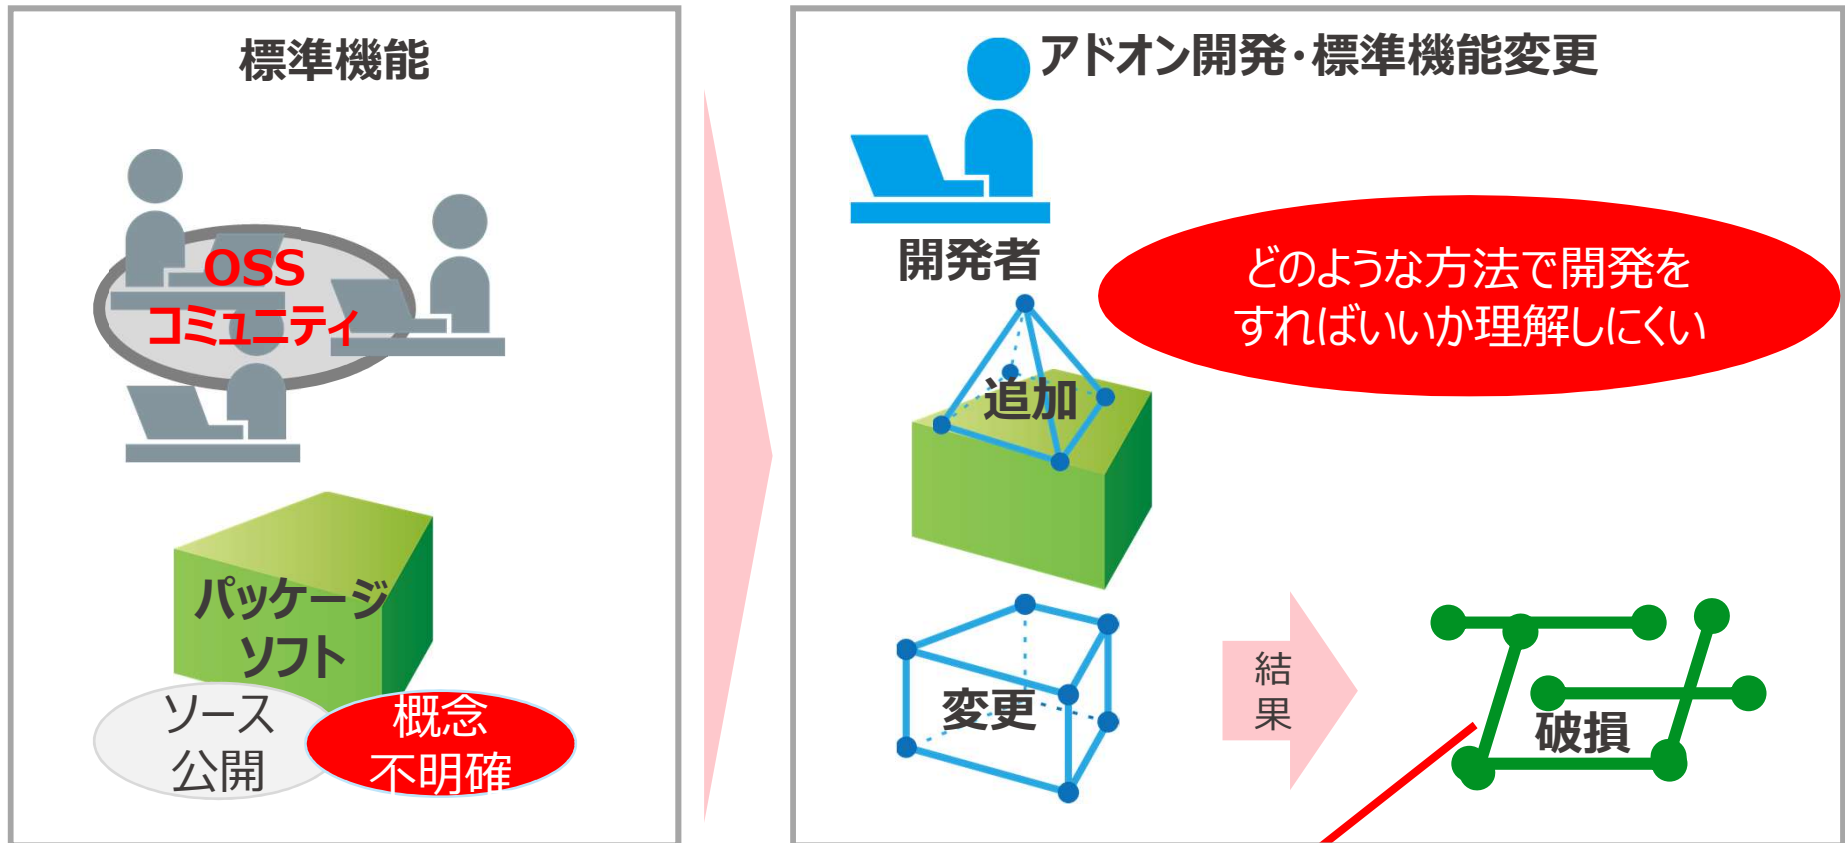 標準機能
OSS
コミュニティ
パッケージ
ソフト
ソース
公開
概念
不明確
アドオン開発・標準機能変更
開発者
どのような方法で開発を
すればいいか理解しにくい
追加
変更
結
果
破損